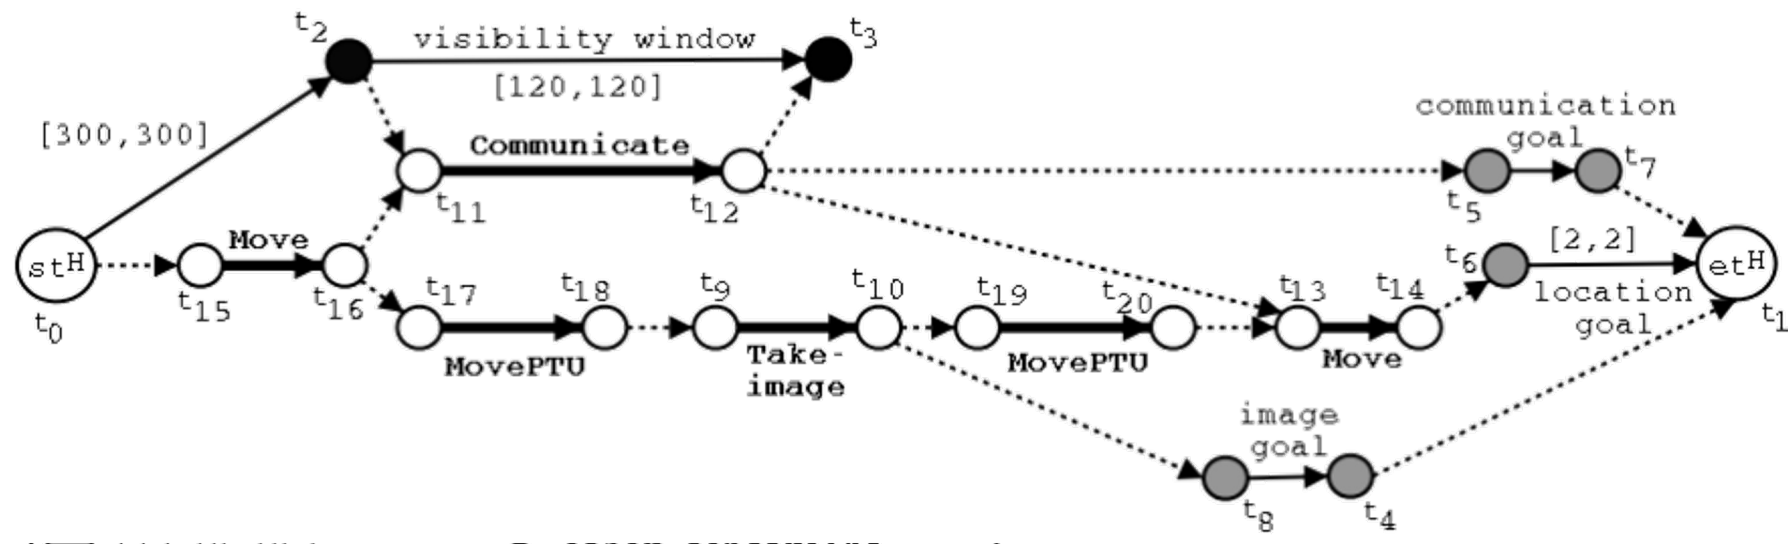 t2
visibility window
t3
[120,120]
[300,300]
communication
goal
Communicate
t7
t11
t12
t5
stH
Move
t6
[2,2]
etH
t15
t16
t17
t18
t9
t10
t19
t20
t13
t14
location
goal
t0
t1
MovePTU
Take-
image
MovePTU
Move
image
goal
t8
t4